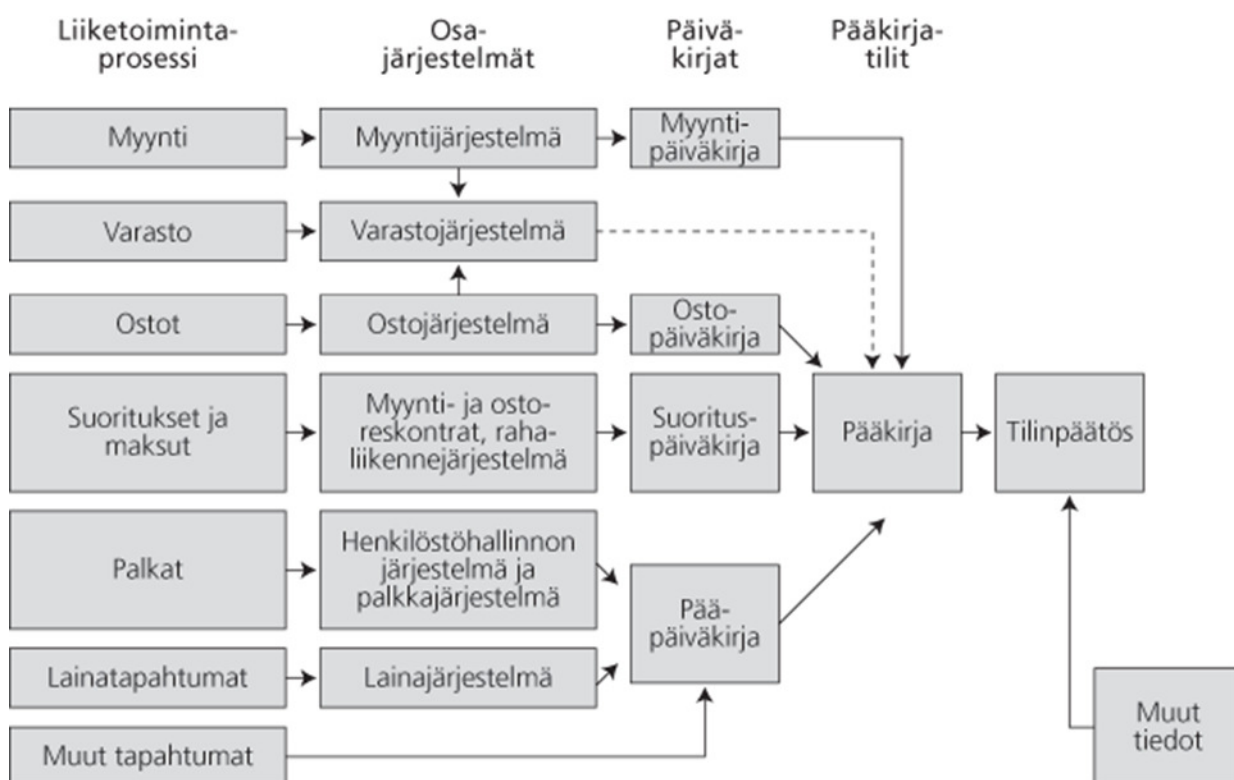 Liiketoiminta-
prosessi
Osa-
järjestelmät
Päivä-
kirjat
Pääkirja-
tilit
Myynti
Myyntijärjestelmä
Myynti-
päiväkirja
Varasto
Varastojärjestelmä
Ostot
Ostojärjestelmä
Osto-
päiväkirja
Suoritukset ja
maksut
Myynti- ja osto-
reskontrat, raha-
liikennejärjestelmä
Suoritus-
päiväkirja
Pääkirja
Tilinpäätös
Palkat
Henkilöstöhallinnon
järjestelmä ja
palkkajärjestelmä
Pää-
päiväkirja
Lainatapahtumat
Lainajärjestelmä
Muut tapahtumat
Muut
tiedot